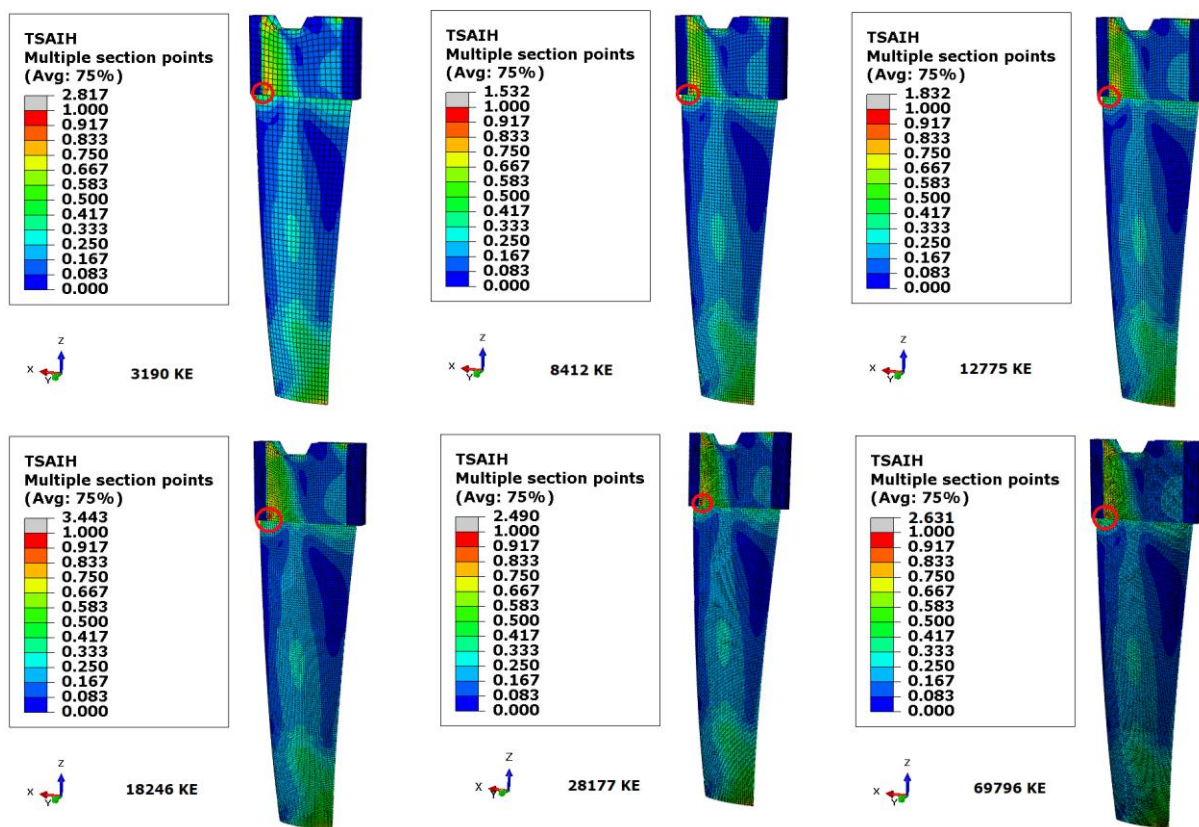 TSAIH
Multiple section points
(Avg: 75%)
2.817
1.000
0.917
0.833
0.750
0.667
0.583
0.500
0.417
0.333
0.250
0.167
0.083
0.000
Z
X
Y
3190 KE
TSAIH
Multiple section points
(Avg: 75%)
1.532
1.000
0.917
0.833
0.750
0.667
0.583
0.500
0.417
0.333
0.250
0.167
0.083
0.000
Z
X
Y
8412 KE
TSAIH
Multiple section points
(Avg: 75%)
1.832
1.000
0.917
0.833
0.750
0.667
0.583
0.500
0.417
0.333
0.250
0.167
0.083
0.000
Z
X
Y
12775 KE
TSAIH
Multiple section points
(Avg: 75%)
3.443
1.000
0.917
0.833
0.750
0.667
0.583
0.500
0.417
0.333
0.250
0.167
0.083
0.000
Z
X
Y
18246 KE
TSAIH
Multiple section points
(Avg: 75%)
2.490
1.000
0.917
0.833
0.750
0.667
0.583
0.500
0.417
0.333
0.250
0.167
0.083
0.000
Z
X
Y
28177 KE
TSAIH
Multiple section points
(Avg: 75%)
2.631
1.000
0.917
0.833
0.750
0.667
0.583
0.500
0.417
0.333
0.250
0.167
0.083
0.000
Z
X
Y
69796 KE